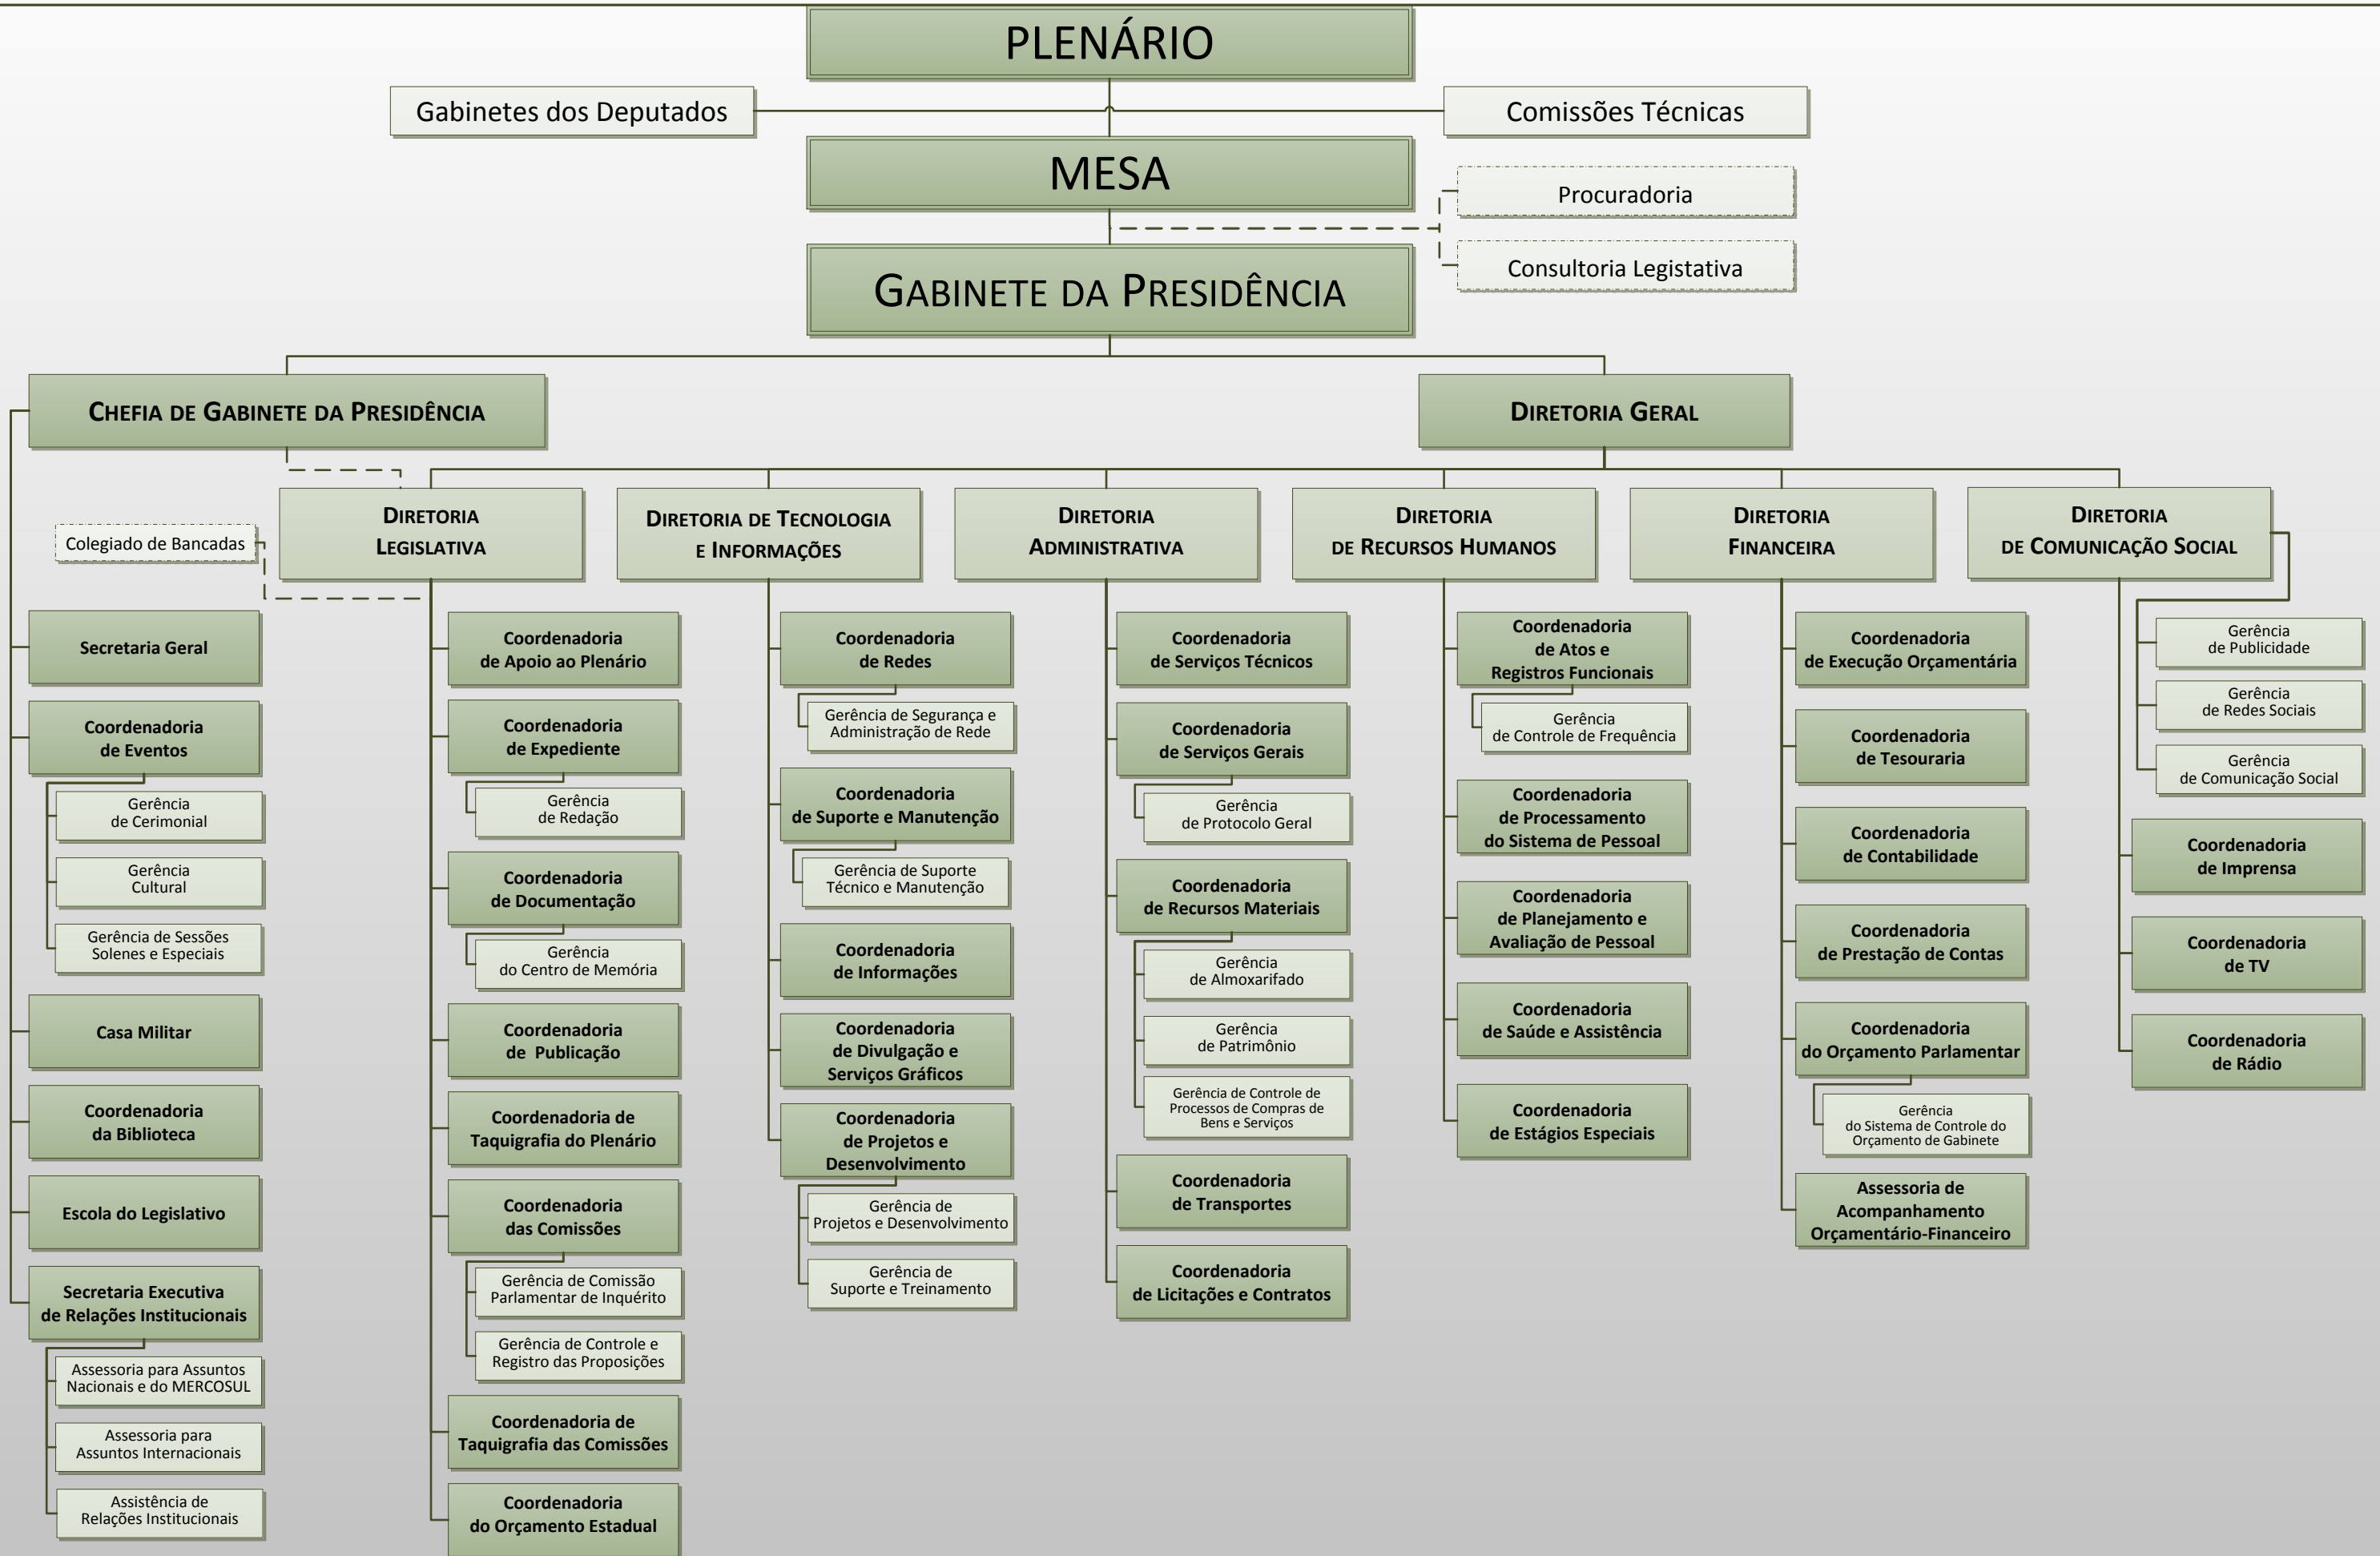 PLENÁRIO
Gabinetes dos Deputados
Comissões Técnicas
MESA
Procuradoria
Consultoria Legistativa
GABINETE DA PRESIDÊNCIA
CHEFIA DE GABINETE DA PRESIDÊNCIA
DIRETORIA GERAL
Colegiado de Bancadas
DIRETORIA
LEGISLATIVA
DIRETORIA DE TECNOLOGIA
E INFORMAÇÕES
DIRETORIA
ADMINISTRATIVA
DIRETORIA
DE RECURSOS HUMANOS
DIRETORIA
FINANCEIRA
DIRETORIA
DE COMUNICAÇÃO SOCIAL
Secretaria Geral
Coordenadoria
de Eventos
Gerência
de Cerimonial
Gerência
Cultural
Gerência de Sessões
Solenes e Especiais
Casa Militar
Coordenadoria
da Biblioteca
Escola do Legislativo
Secretaria Executiva
de Relações Institucionais
Assessoria para Assuntos
Nacionais e do MERCOSUL
Assessoria para
Assuntos Internacionais
Assistência de
Relações Institucionais
Coordenadoria
de Apoio ao Plenário
Coordenadoria
de Expediente
Gerência
de Redação
Coordenadoria
de Documentação
Gerência
do Centro de Memória
Coordenadoria
de Publicação
Coordenadoria de
Taquigrafia do Plenário
Coordenadoria
das Comissões
Gerência de Comissão
Parlamentar de Inquérito
Gerência de Controle e
Registro das Proposições
Coordenadoria de
Taquigrafia das Comissões
Coordenadoria
do Orçamento Estadual
Coordenadoria
de Redes
Gerência de Segurança e
Administração de Rede
Coordenadoria
de Suporte e Manutenção
Gerência de Suporte
Técnico e Manutenção
Coordenadoria
de Informações
Coordenadoria
de Divulgação e
Serviços Gráficos
Coordenadoria
de Projetos e
Desenvolvimento
Gerência de
Projetos e Desenvolvimento
Gerência de
Suporte e Treinamento
Coordenadoria
de Serviços Técnicos
Coordenadoria
de Serviços Gerais
Gerência
de Protocolo Geral
Coordenadoria
de Recursos Materiais
Gerência
de Almoxarifado
Gerência
de Patrimônio
Gerência de Controle de
Processos de Compras de
Bens e Serviços
Coordenadoria
de Transportes
Coordenadoria
de Licitações e Contratos
Coordenadoria
de Atos e
Registros Funcionais
Gerência
de Controle de Frequência
Coordenadoria
de Processamento
do Sistema de Pessoal
Coordenadoria
de Planejamento e
Avaliação de Pessoal
Coordenadoria
de Saúde e Assistência
Coordenadoria
de Estágios Especiais
Coordenadoria
de Execução Orçamentária
Coordenadoria
de Tesouraria
Coordenadoria
de Contabilidade
Coordenadoria
de Prestação de Contas
Coordenadoria
do Orçamento Parlamentar
Gerência
do Sistema de Controle do
Orçamento de Gabinete
Assessoria de
Acompanhamento
Orçamentário-Financeiro
Gerência
de Publicidade
Gerência
de Redes Sociais
Gerência
de Comunicação Social
Coordenadoria
de Imprensa
Coordenadoria
de TV
Coordenadoria
de Rádio